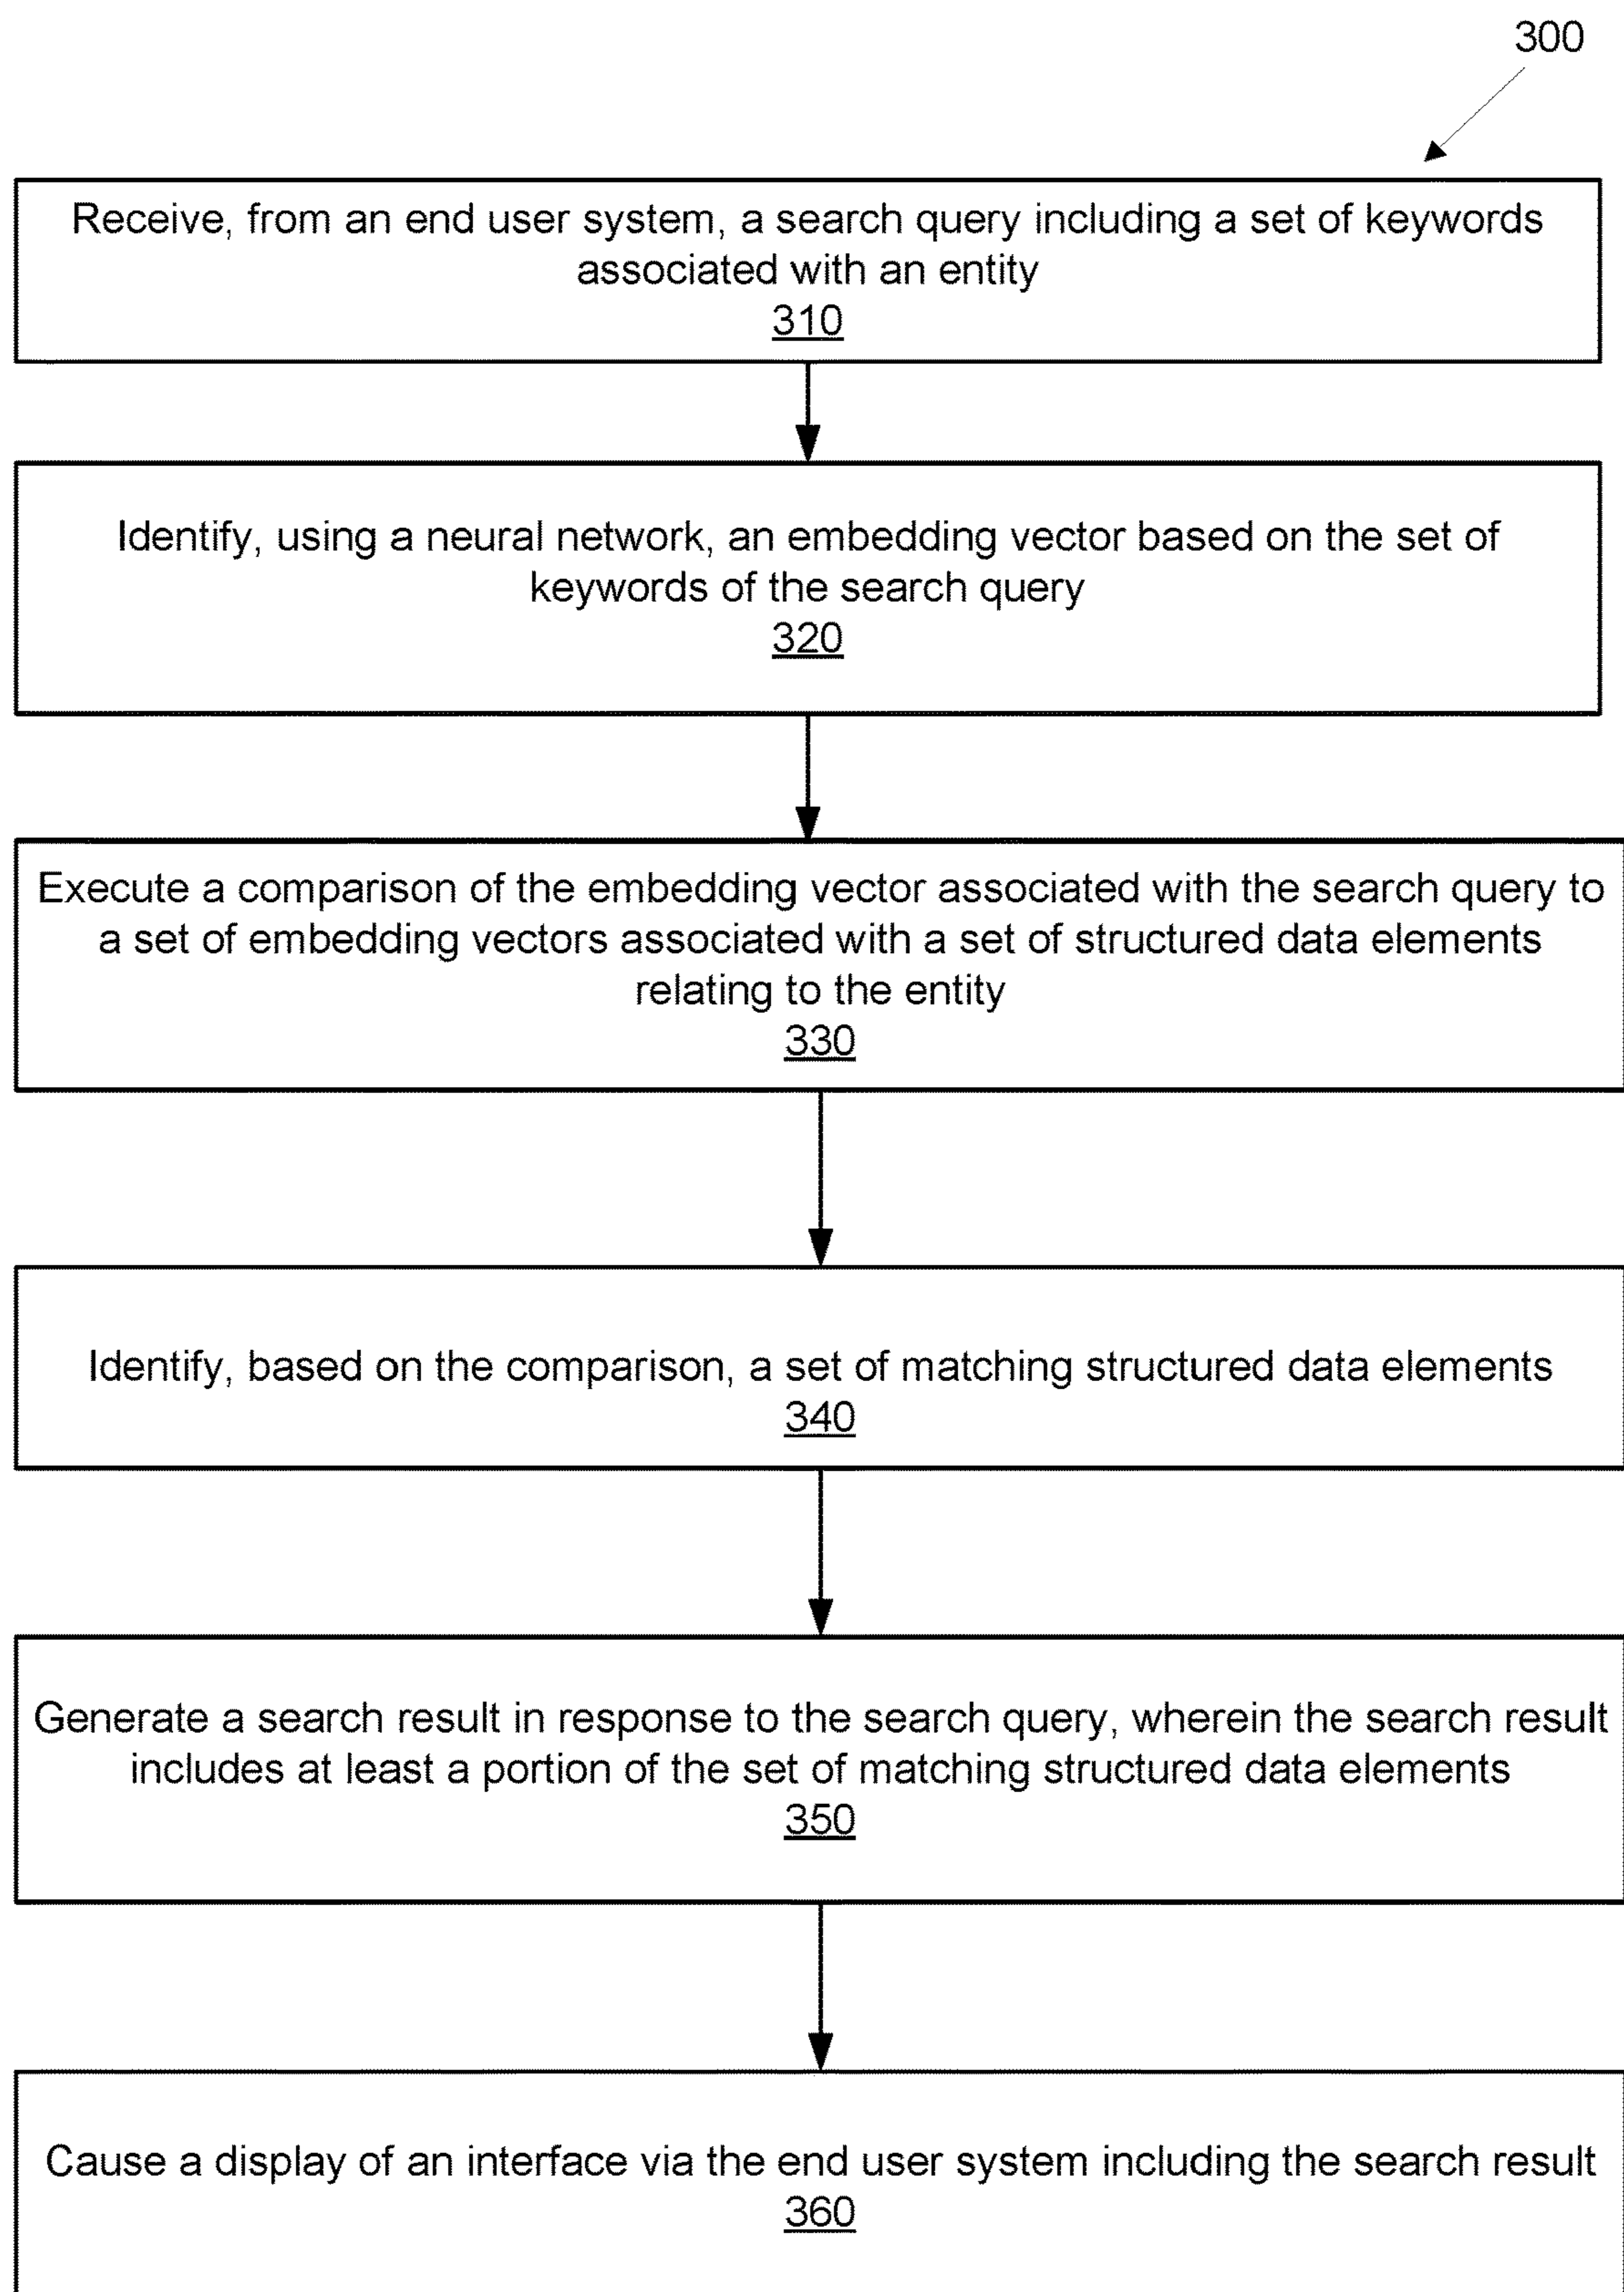 300
Receive, from an end user system, a search query including a set of keywords
associated with an entity
310
Identify, using a neural network, an embedding vector based on the set of
keywords of the search query
320
Execute a comparison of the embedding vector associated with the search query to
a set of embedding vectors associated with a set of structured data elements
relating to the entity
330
Identify, based on the comparison, a set of matching structured data elements
340
Generate a search result in response to the search query, wherein the search result
includes at least a portion of the set of matching structured data elements
350
Cause a display of an interface via the end user system including the search result
360